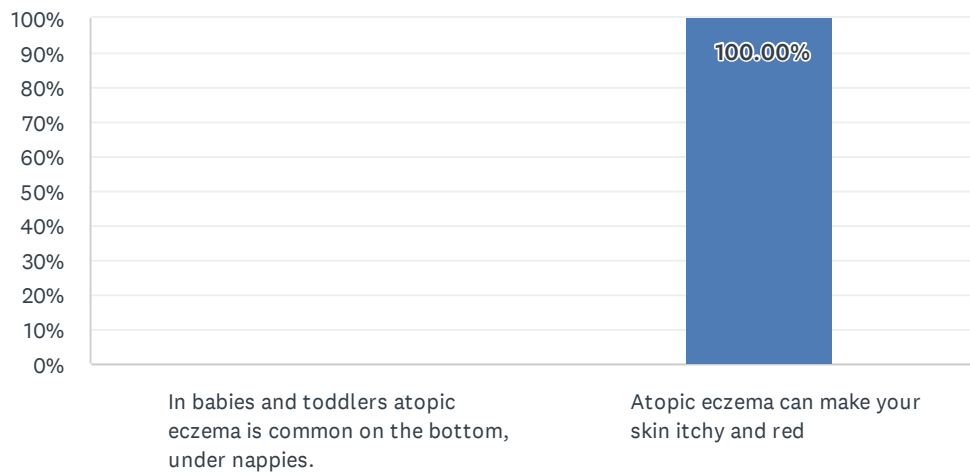 100%
90%
80%
70%
60%
50%
40%
30%
20%
10%
0%
100.00%
In babies and toddlers atopic
eczema is common on the bottom,
under nappies.
Atopic eczema can make your
skin itchy and red